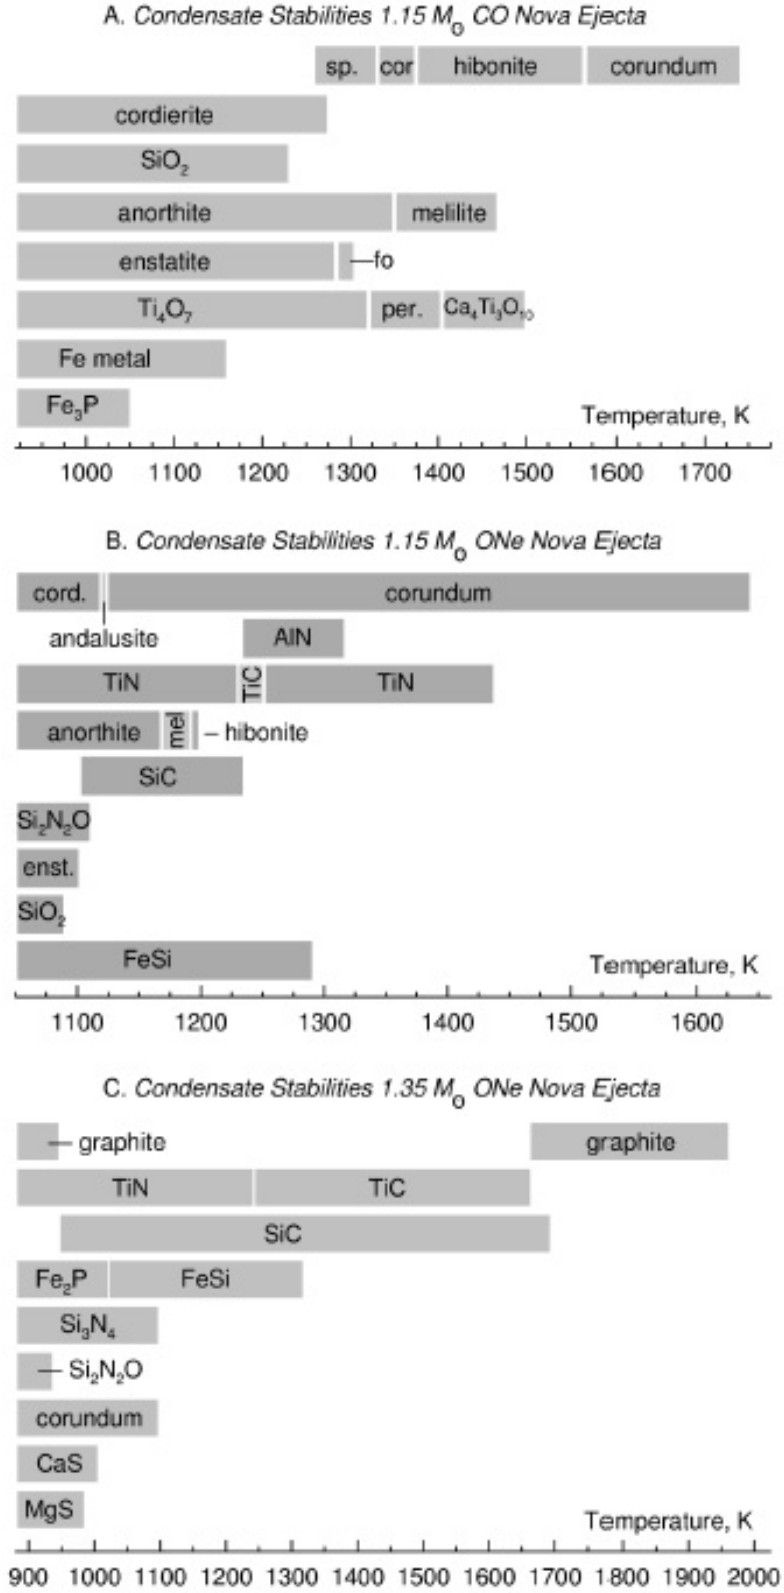 A. Condensate Stabilities 1.15 M⊙ CO Nova Ejecta
sp. cor hibonite corundum
cordierite
SiO₂
anorthite melilite
enstatite fo
Ti₄O₇ per. Ca₄Ti₃O₁₀
Fe metal
Fe₃P
Temperature, K
1000 1100 1200 1300 1400 1500 1600 1700
B. Condensate Stabilities 1.15 M⊙ ONe Nova Ejecta
cord. corundum
andalusite AlN
TiN TiC TiN
anorthite mel hibonite
SiC
Si₂N₂O
enst.
SiO₂
FeSi
Temperature, K
1100 1200 1300 1400 1500 1600
C. Condensate Stabilities 1.35 M⊙ ONe Nova Ejecta
graphite graphite
TiN TiC
SiC
Fe₂P FeSi
Si₃N₄
Si₂N₂O
corundum
CaS
MgS
Temperature, K
900 1000 1100 1200 1300 1400 1500 1600 1700 1800 1900 2000